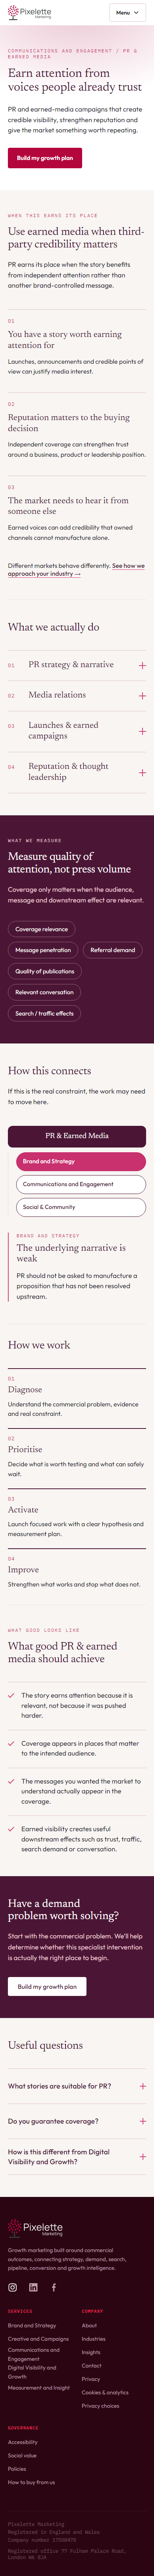 Pixelette
Marketing
Menu
COMMUNICATIONS AND ENGAGEMENT / PR &
EARNED MEDIA
Earn attention from
voices people already trust
PR and earned-media campaigns that create
credible visibility, strengthen reputation and
give the market something worth repeating.
Build my growth plan
WHEN THIS EARNS ITS PLACE
Use earned media when third-
party credibility matters
PR earns its place when the story benefits
from independent attention rather than
another brand-controlled message.
01
You have a story worth earning
attention for
Launches, announcements and credible points of
view can justify media interest.
02
Reputation matters to the buying
decision
Independent coverage can strengthen trust
around a business, product or leadership position.
03
The market needs to hear it from
someone else
Earned voices can add credibility that owned
channels cannot manufacture alone.
Different markets behave differently. See how we
approach your industry →
What we actually do
01 PR strategy & narrative
02 Media relations
03 Launches & earned
campaigns
04 Reputation & thought
leadership
WHAT WE MEASURE
Measure quality of
attention, not press volume
Coverage only matters when the audience,
message and downstream effect are relevant.
Coverage relevance
Message penetration Referral demand
Quality of publications
Relevant conversation
Search / traffic effects
How this connects
If this is the real constraint, the work may need
to move here.
PR & Earned Media
Brand and Strategy
Communications and Engagement
Social & Community
BRAND AND STRATEGY
The underlying narrative is
weak
PR should not be asked to manufacture a
proposition that has not been resolved
upstream.
How we work
01
Diagnose
Understand the commercial problem, evidence
and real constraint.
02
Prioritise
Decide what is worth testing and what can safely
wait.
03
Activate
Launch focused work with a clear hypothesis and
measurement plan.
04
Improve
Strengthen what works and stop what does not.
WHAT GOOD LOOKS LIKE
What good PR & earned
media should achieve
The story earns attention because it is
relevant, not because it was pushed
harder.
Coverage appears in places that matter
to the intended audience.
The messages you wanted the market to
understand actually appear in the
coverage.
Earned visibility creates useful
downstream effects such as trust, traffic,
search demand or conversation.
Have a demand
problem worth solving?
Start with the commercial problem. We'll help
determine whether this specialist intervention
is actually the right place to begin.
Build my growth plan
Useful questions
What stories are suitable for PR?
Do you guarantee coverage?
How is this different from Digital
Visibility and Growth?
Pixelette
Marketing
Growth marketing built around commercial
outcomes, connecting strategy, demand, search,
pipeline, conversion and growth intelligence.
SERVICES
Brand and Strategy
Creative and Campaigns
Communications and
Engagement
Digital Visibility and
Growth
Measurement and Insight
COMPANY
About
Industries
Insights
Contact
Privacy
Cookies & analytics
Privacy choices
GOVERNANCE
Accessibility
Social value
Policies
How to buy from us
Pixelette Marketing
Registered in England and Wales
Registered office 77 Fulham Palace Road,